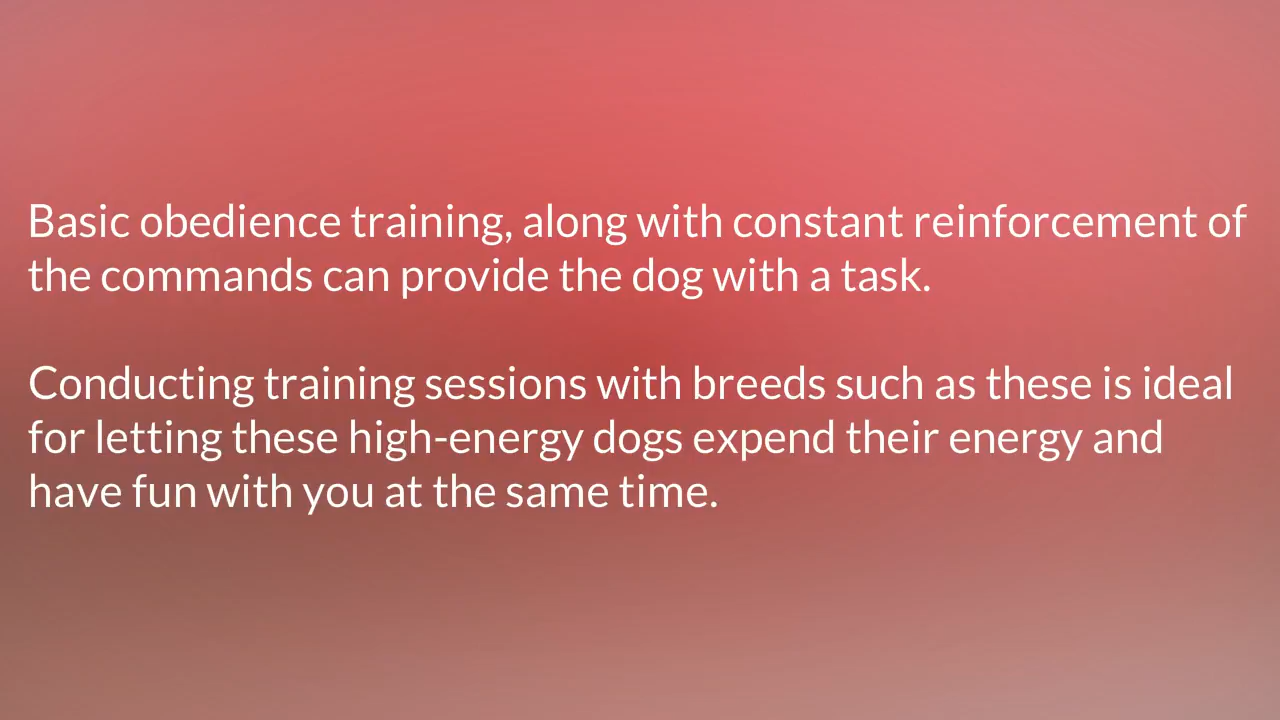 Basic obedience training, along with constant reinforcement of
the commands can provide the dog with a task.
Conducting training sessions with breeds such as these is ideal
for letting these high-energy dogs expend their energy and
have fun with you at the same time.